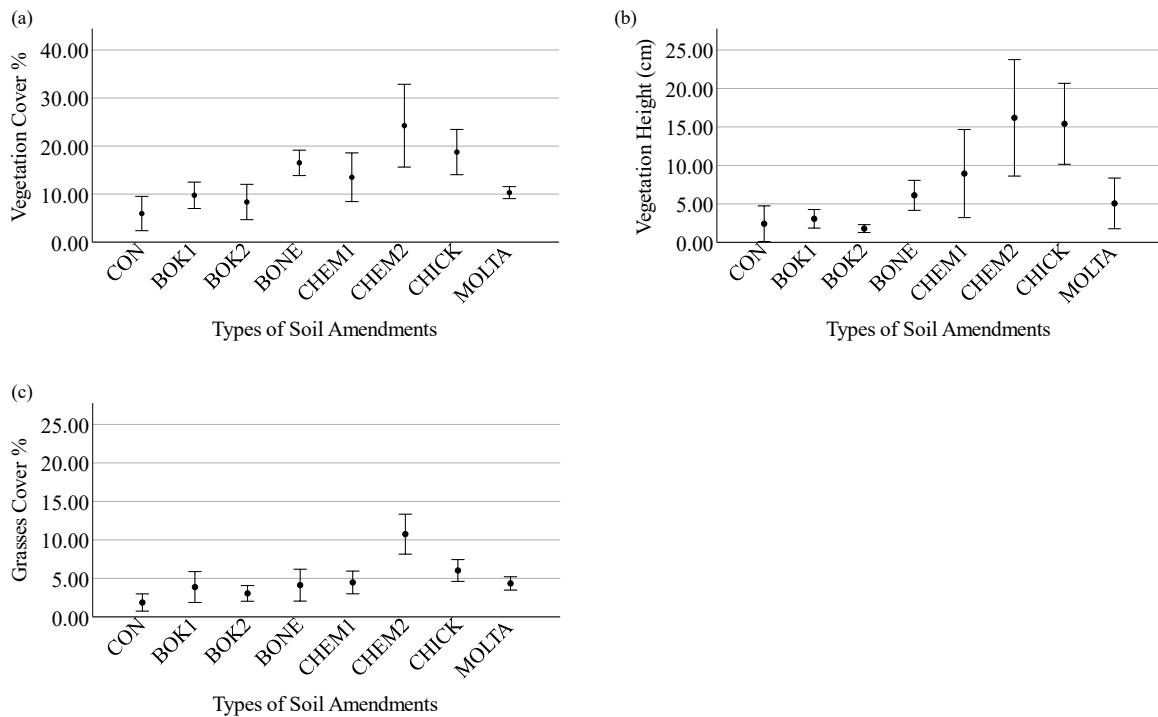 (a)
Vegetation Cover %
40.00
30.00
20.00
10.00
0.00
CON
BOK1
BOK2
BONE
CHEM1
CHEM2
CHICK
MOLTA
Types of Soil Amendments
(b)
Vegetation Height (cm)
25.00
20.00
15.00
10.00
5.00
0.00
CON
BOK1
BOK2
BONE
CHEM1
CHEM2
CHICK
MOLTA
Types of Soil Amendments
(c)
Grasses Cover %
25.00
20.00
15.00
10.00
5.00
0.00
CON
BOK1
BOK2
BONE
CHEM1
CHEM2
CHICK
MOLTA
Types of Soil Amendments